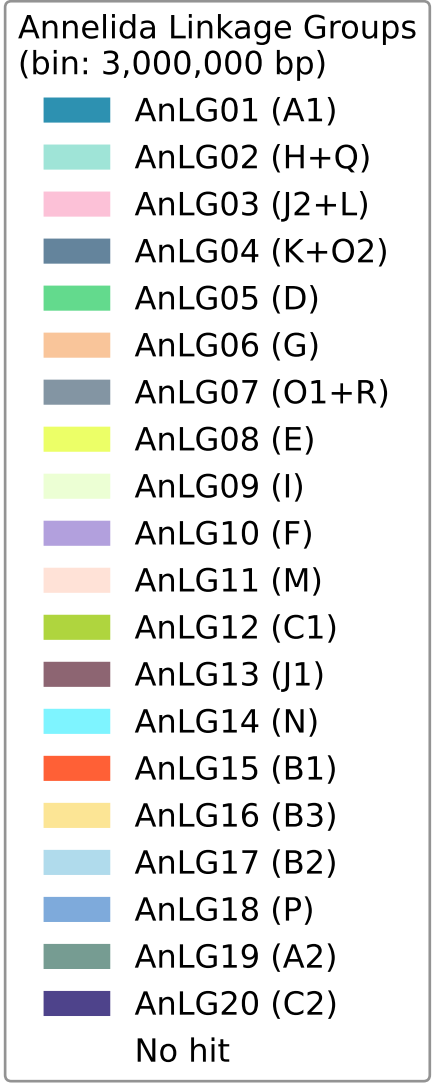 Annelida Linkage Groups
(bin: 3,000,000 bp)
AnLG01 (A1)
AnLG02 (H+Q)
AnLG03 (J2+L)
AnLG04 (K+O2)
AnLG05 (D)
AnLG06 (G)
AnLG07 (O1+R)
AnLG08 (E)
AnLG09 (I)
AnLG10 (F)
AnLG11 (M)
AnLG12 (C1)
AnLG13 (J1)
AnLG14 (N)
AnLG15 (B1)
AnLG16 (B3)
AnLG17 (B2)
AnLG18 (P)
AnLG19 (A2)
AnLG20 (C2)
No hit